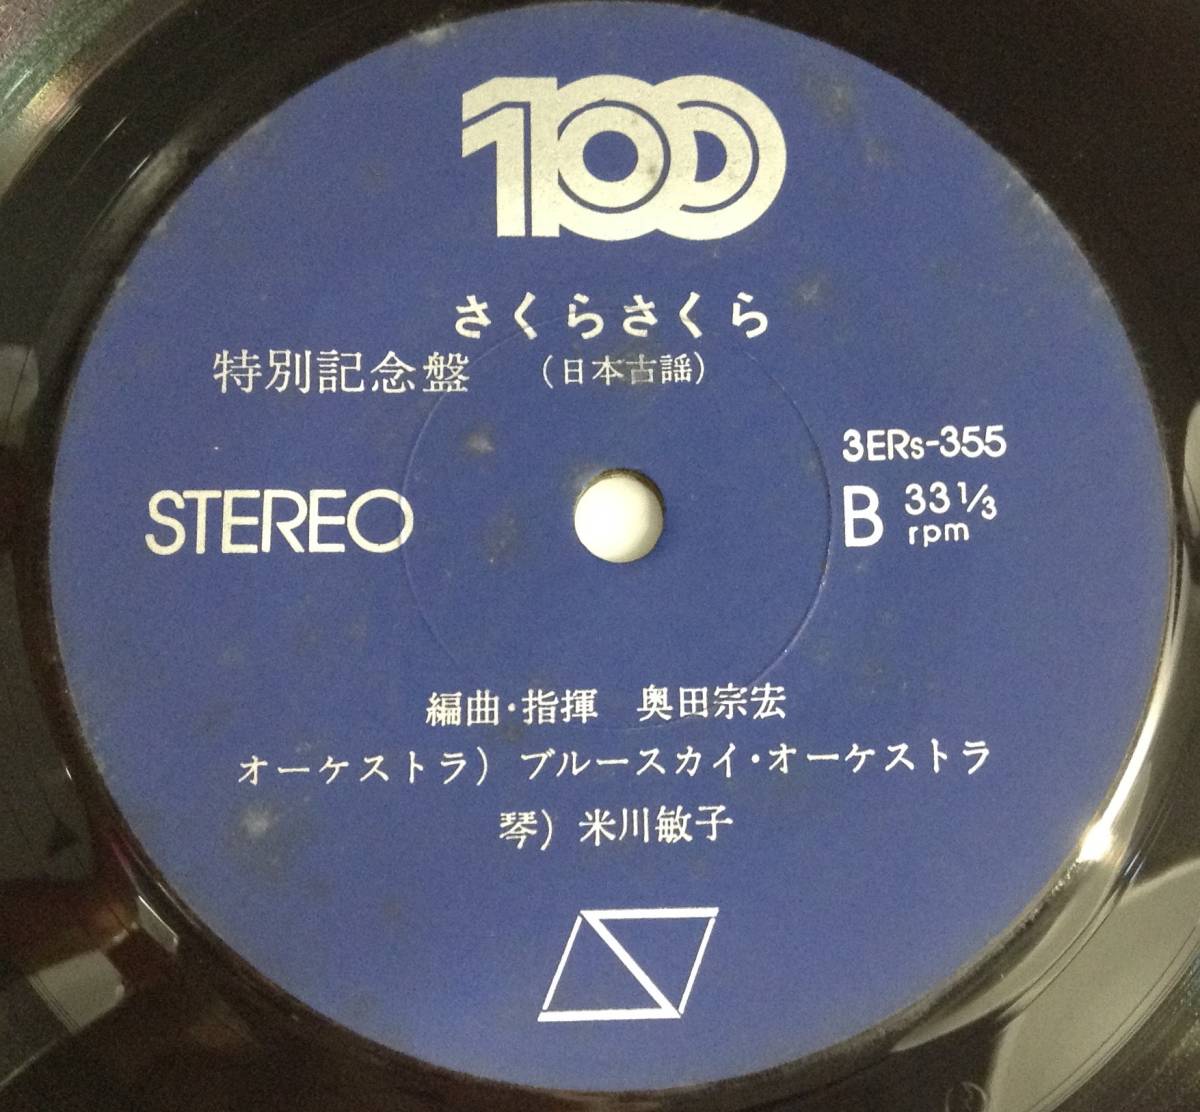 100
さくらさくら
特別記念盤 (日本古謡)
3ERs-355
STEREO
B 33 1/3 rpm
編曲・指揮 奥田宗宏
オーケストラ) ブルースカイ・オーケストラ
琴) 米川敏子